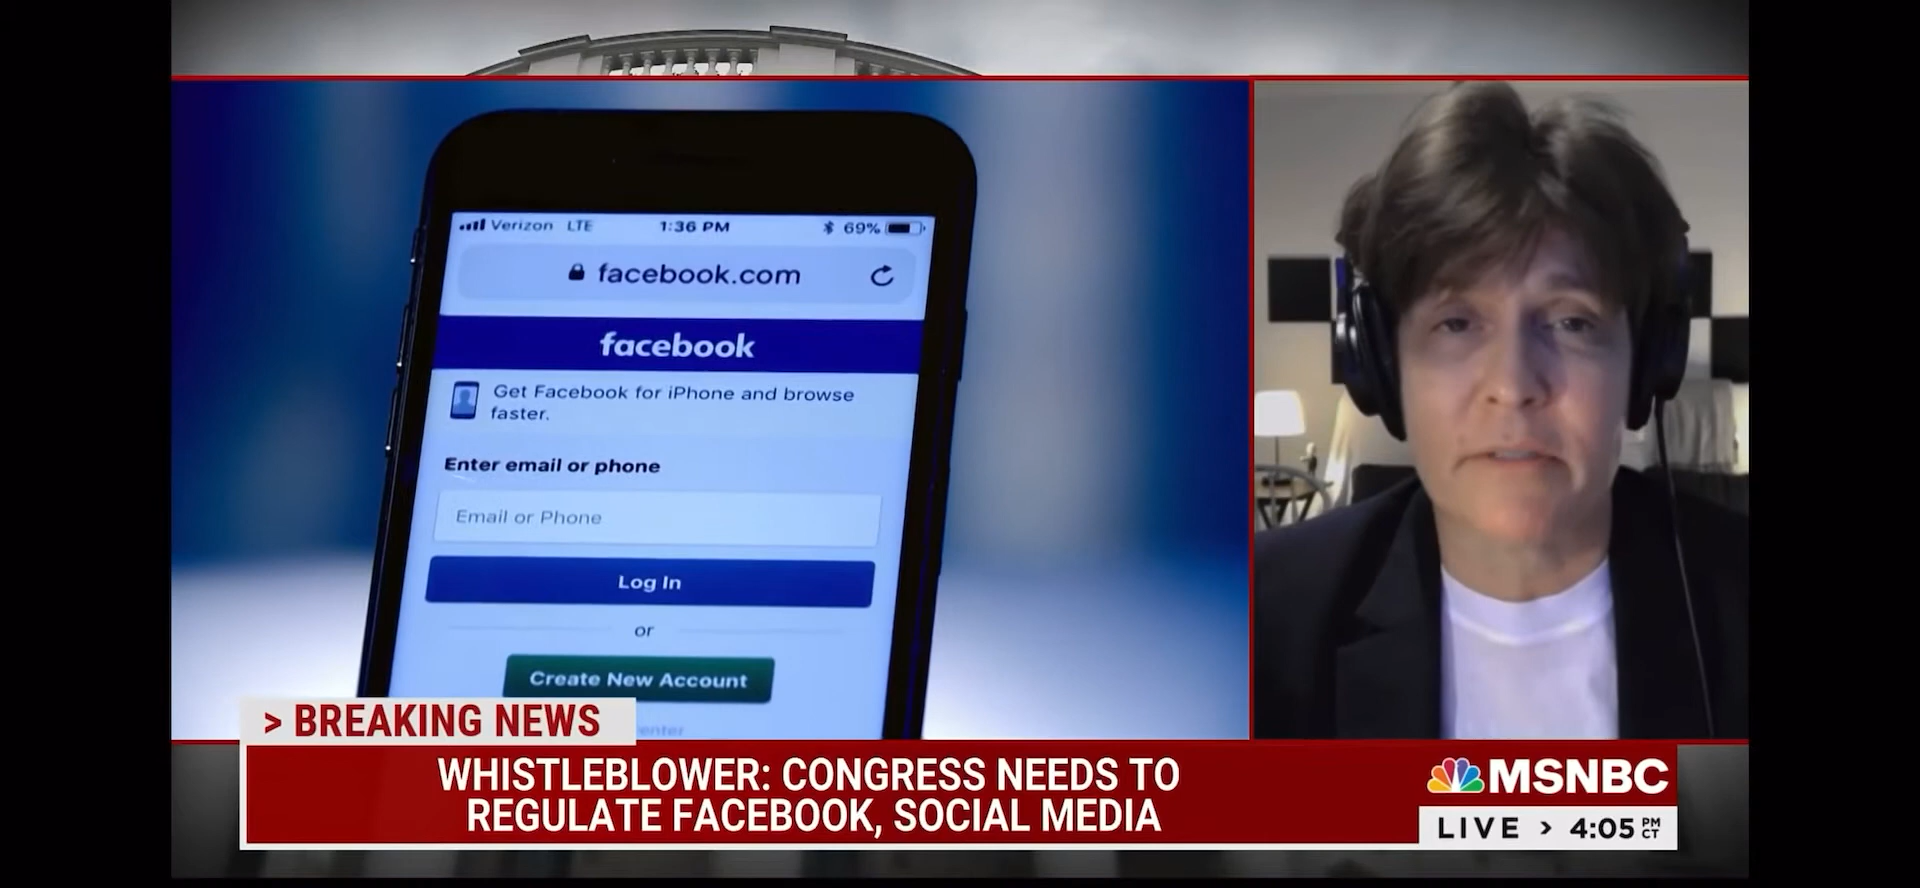 Verizon LTE 1:36 PM 69%
facebook.com
facebook
Get Facebook for iPhone and browse
faster.
Enter email or phone
Email or Phone
Log In
or
Create New Account
> BREAKING NEWS
WHISTLEBLOWER: CONGRESS NEEDS TO
REGULATE FACEBOOK, SOCIAL MEDIA
MSNBC
LIVE > 4:05 PM CT